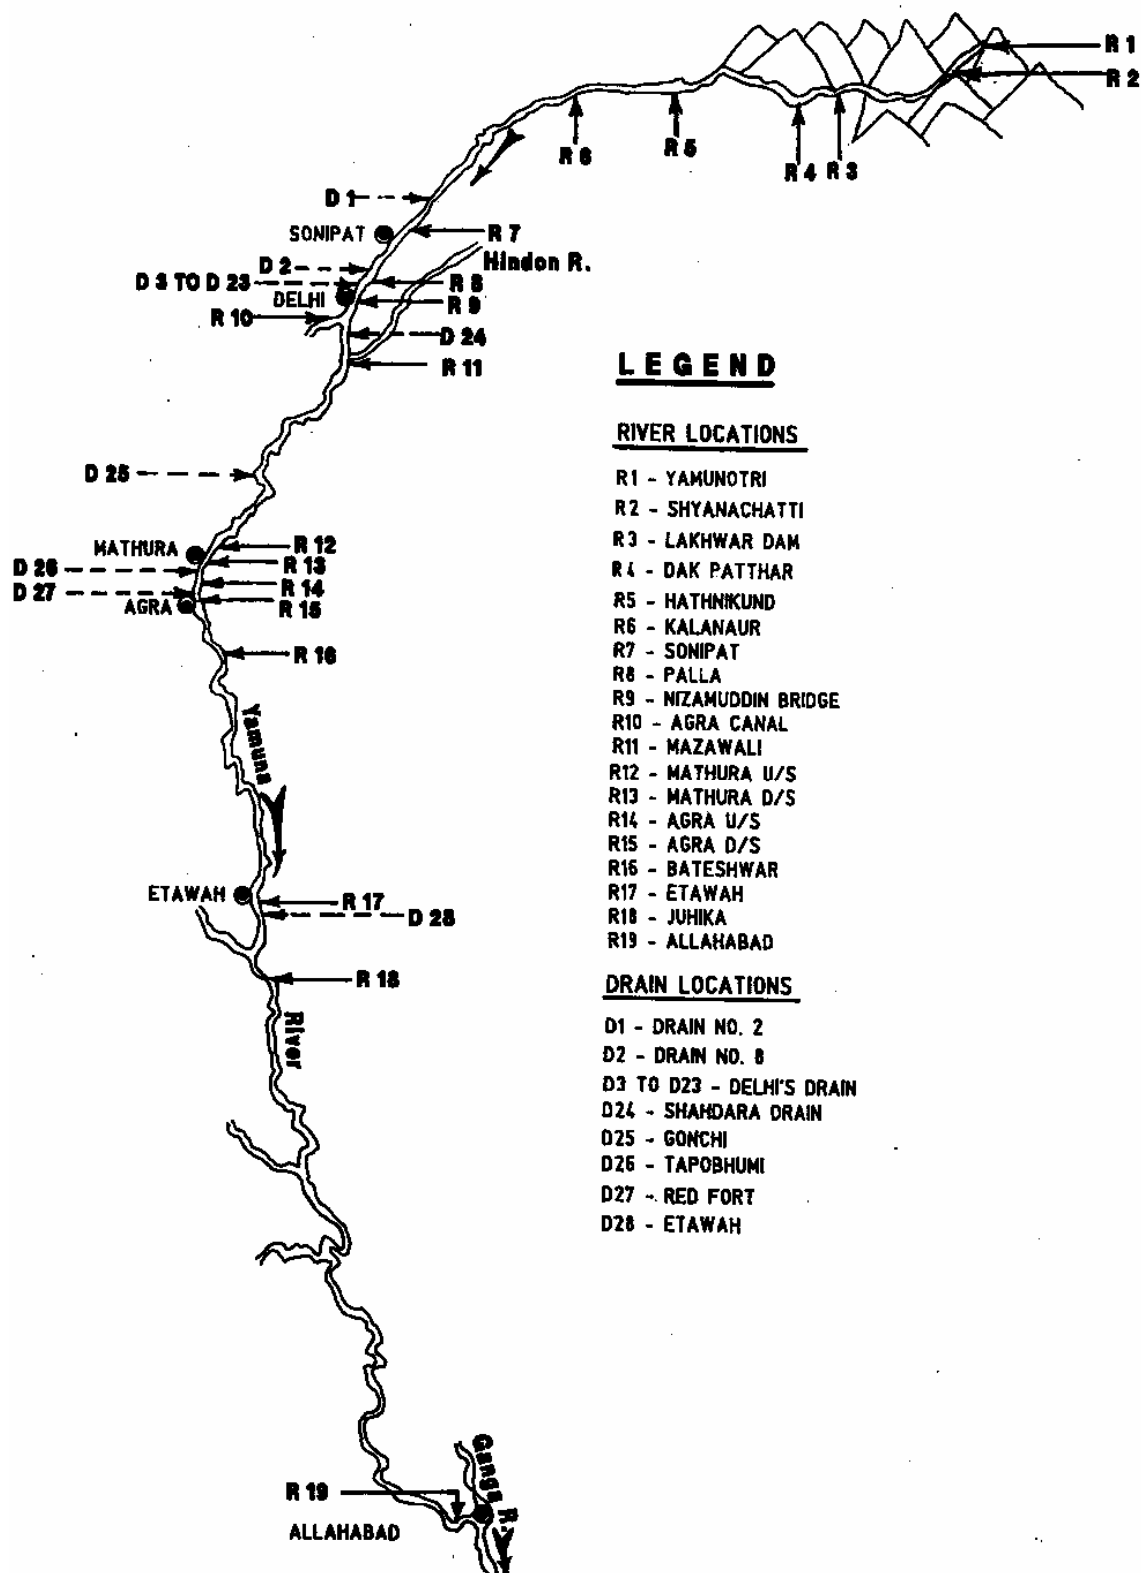 R 1
R 2
R 6
R 5
R 4
R 3
D 1
SONIPAT
R 7
Hindon R.
D 2
D 3 TO D 23
R 8
DELHI
R 9
R 10
D 24
R 11
LEGEND
RIVER LOCATIONS
R1 - YAMUNOTRI
R2 - SHYANACHATTI
R3 - LAKHWAR DAM
R4 - DAK PATTHAR
R5 - HATHNIKUND
R6 - KALANAUR
R7 - SONIPAT
R8 - PALLA
R9 - NIZAMUDDIN BRIDGE
R10 - AGRA CANAL
R11 - MAZAWALI
R12 - MATHURA U/S
R13 - MATHURA D/S
R14 - AGRA U/S
R15 - AGRA D/S
R16 - BATESHWAR
R17 - ETAWAH
R18 - JUHIKA
R19 - ALLAHABAD
DRAIN LOCATIONS
D1 - DRAIN NO. 2
D2 - DRAIN NO. 8
D3 TO D23 - DELHI'S DRAIN
D24 - SHAHDARA DRAIN
D25 - GONCHI
D26 - TAPOBHUMI
D27 - RED FORT
D28 - ETAWAH
D 25
MATHURA
R 12
R 13
D 26
R 14
D 27
AGRA
R 15
R 16
Yamuna
ETAWAH
R 17
D 28
R 18
River
Ganga R.
R 19
ALLAHABAD